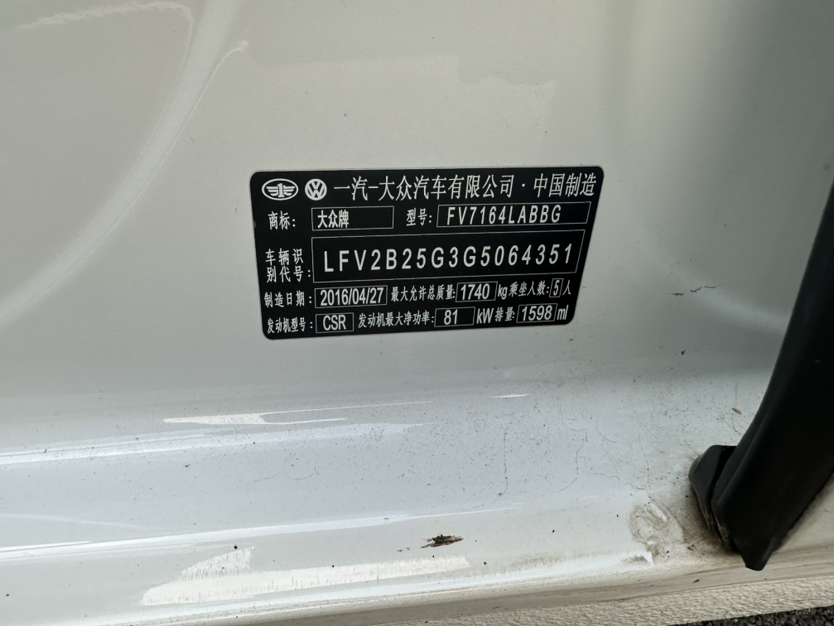 一汽-大众汽车有限公司·中国制造
商标: 大众牌 型号: FV7164LABBG
车辆识别代号: LFV2B25G3G5064351
制造日期: 2016/04/27 最大允许总质量: 1740 kg 乘坐人数: 5 人
发动机型号: CSR 发动机最大净功率: 81 kW 排量: 1598 ml